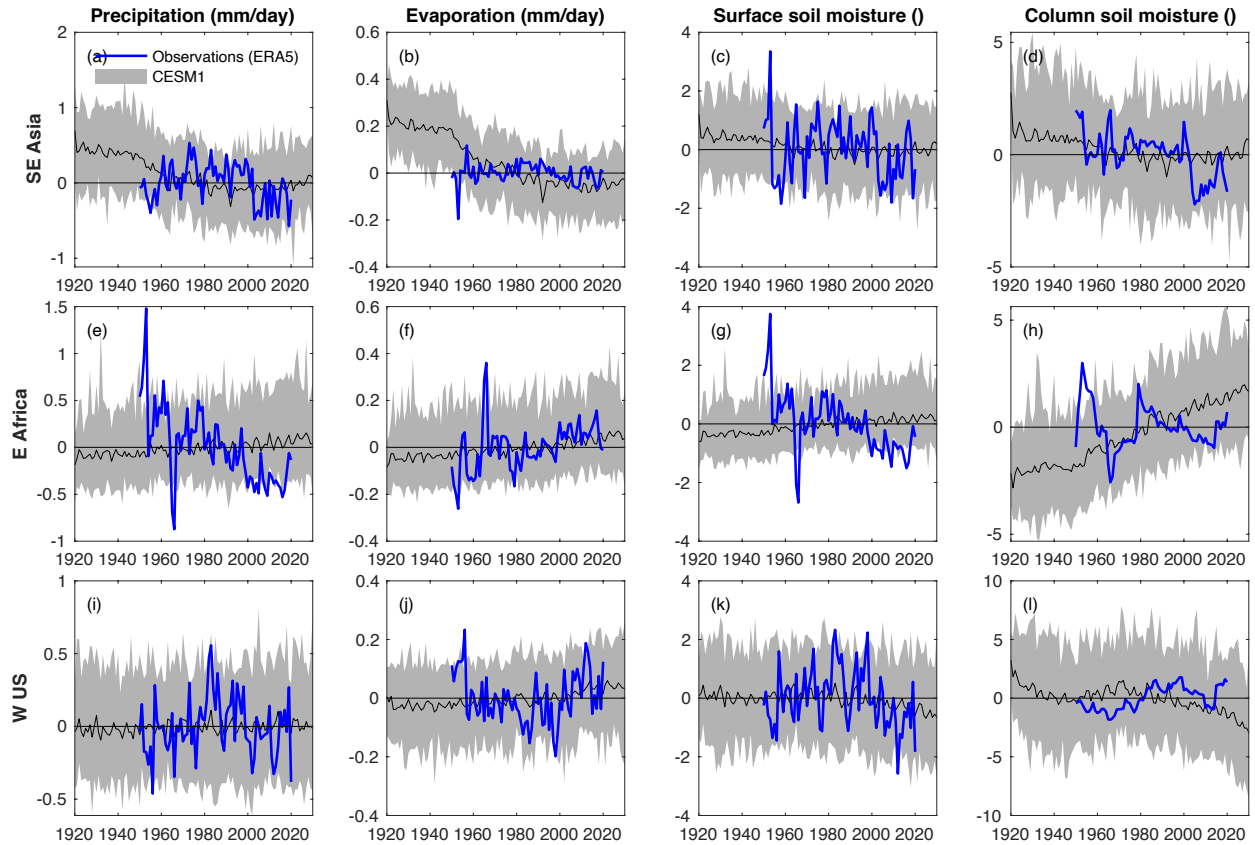 Precipitation (mm/day) Evaporation (mm/day) Surface soil moisture () Column soil moisture ()
SE Asia
2
1
0
-1
(a)
Observations (ERA5)
CESM1
1920 1940 1960 1980 2000 2020
0.6
0.4
0.2
0
-0.2
-0.4
(b)
1920 1940 1960 1980 2000 2020
4
2
0
-2
-4
(c)
1920 1940 1960 1980 2000 2020
5
0
-5
(d)
1920 1940 1960 1980 2000 2020
E Africa
1.5
1
0.5
0
-0.5
-1
(e)
1920 1940 1960 1980 2000 2020
0.6
0.4
0.2
0
-0.2
-0.4
(f)
1920 1940 1960 1980 2000 2020
4
2
0
-2
-4
(g)
1920 1940 1960 1980 2000 2020
5
0
-5
(h)
1920 1940 1960 1980 2000 2020
W US
1
0.5
0
-0.5
(i)
1920 1940 1960 1980 2000 2020
0.4
0.2
0
-0.2
-0.4
(j)
1920 1940 1960 1980 2000 2020
4
2
0
-2
-4
(k)
1920 1940 1960 1980 2000 2020
10
5
0
-5
-10
(l)
1920 1940 1960 1980 2000 2020